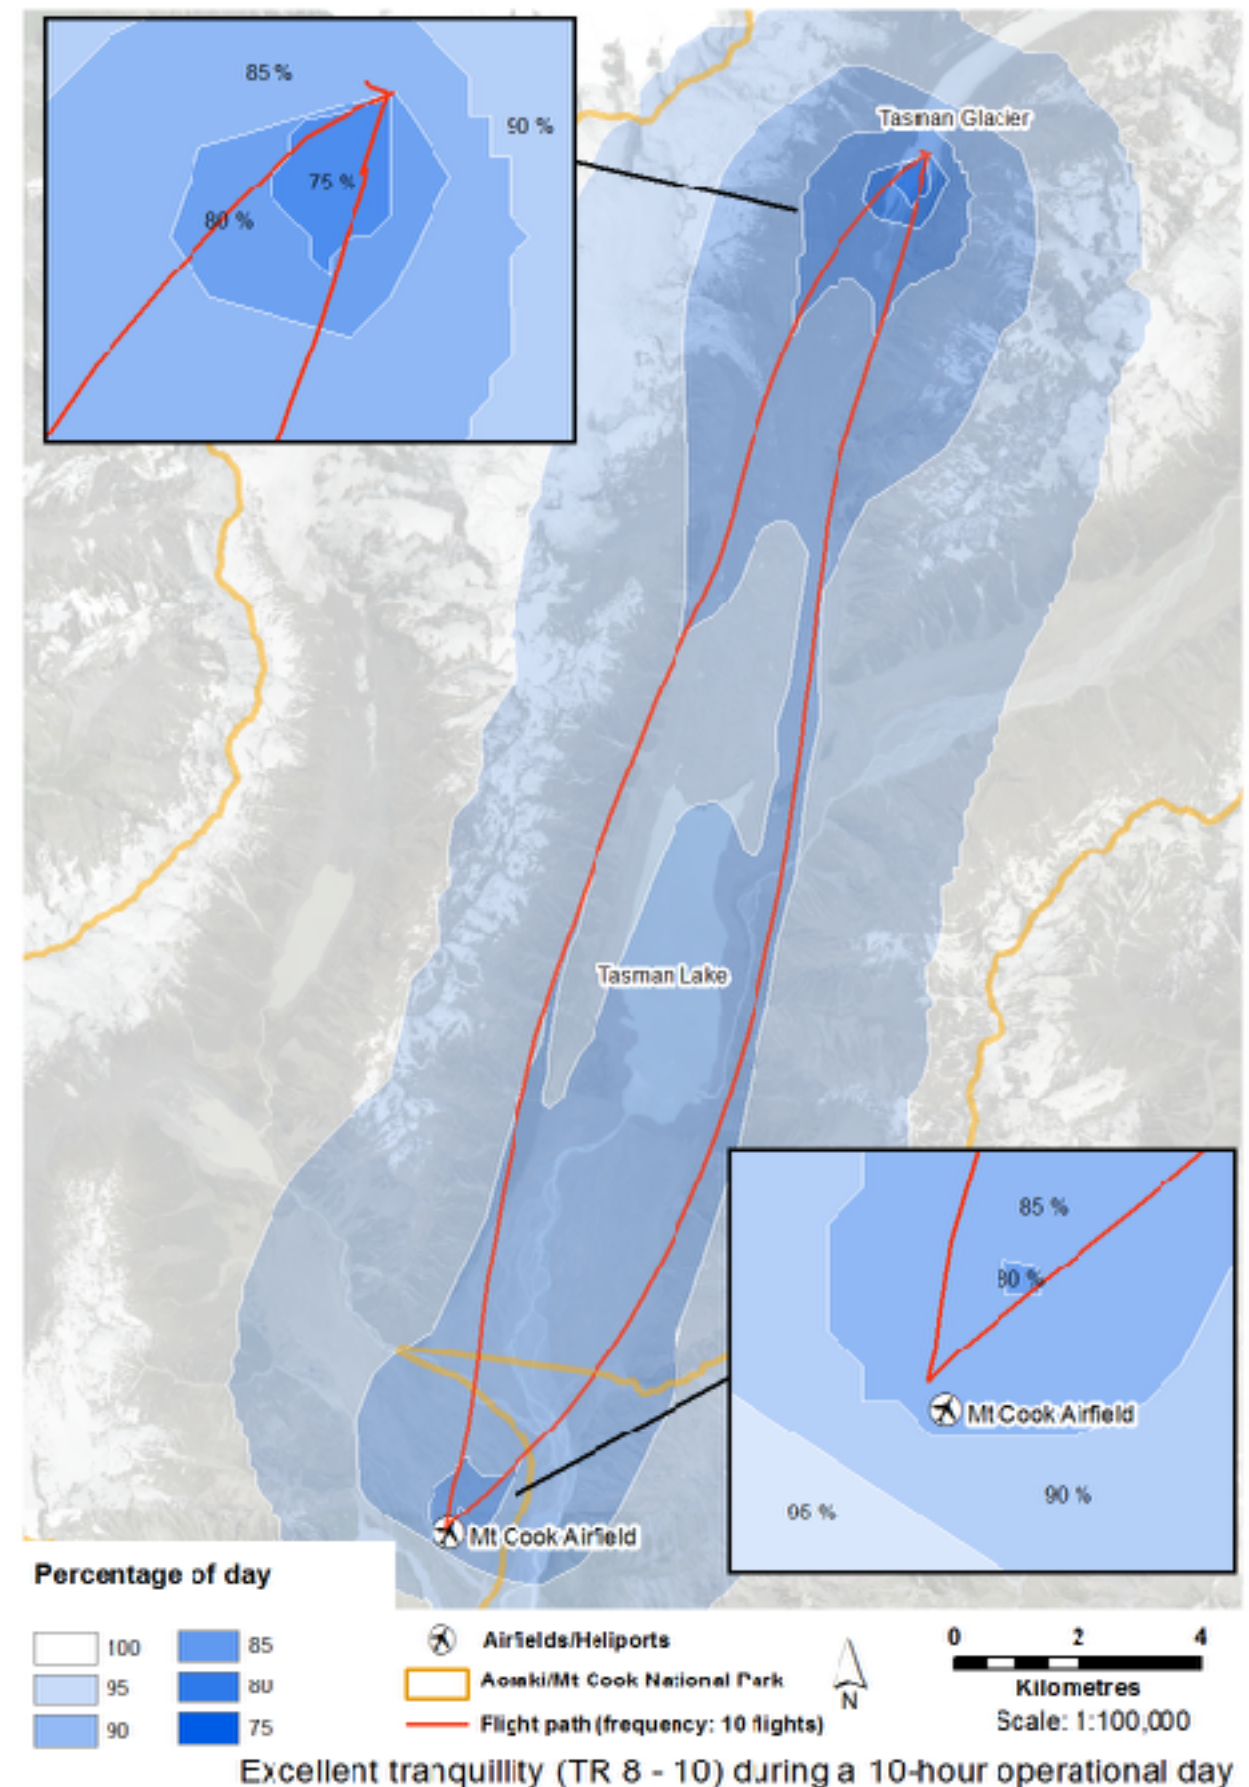 85 %
90 %
75 %
80 %
Tasman Glacier
Tasman Lake
85 %
80 %
Mt Cook Airfield
90 %
95 %
Mt Cook Airfield
Percentage of day
100
95
90
85
80
75
Airfields/Heliports
Aoraki/Mt Cook National Park
Flight path (frequency: 10 flights)
N
0 2 4
Kilometres
Scale: 1:100,000
Excellent tranquillity (TR 8 - 10) during a 10-hour operational day